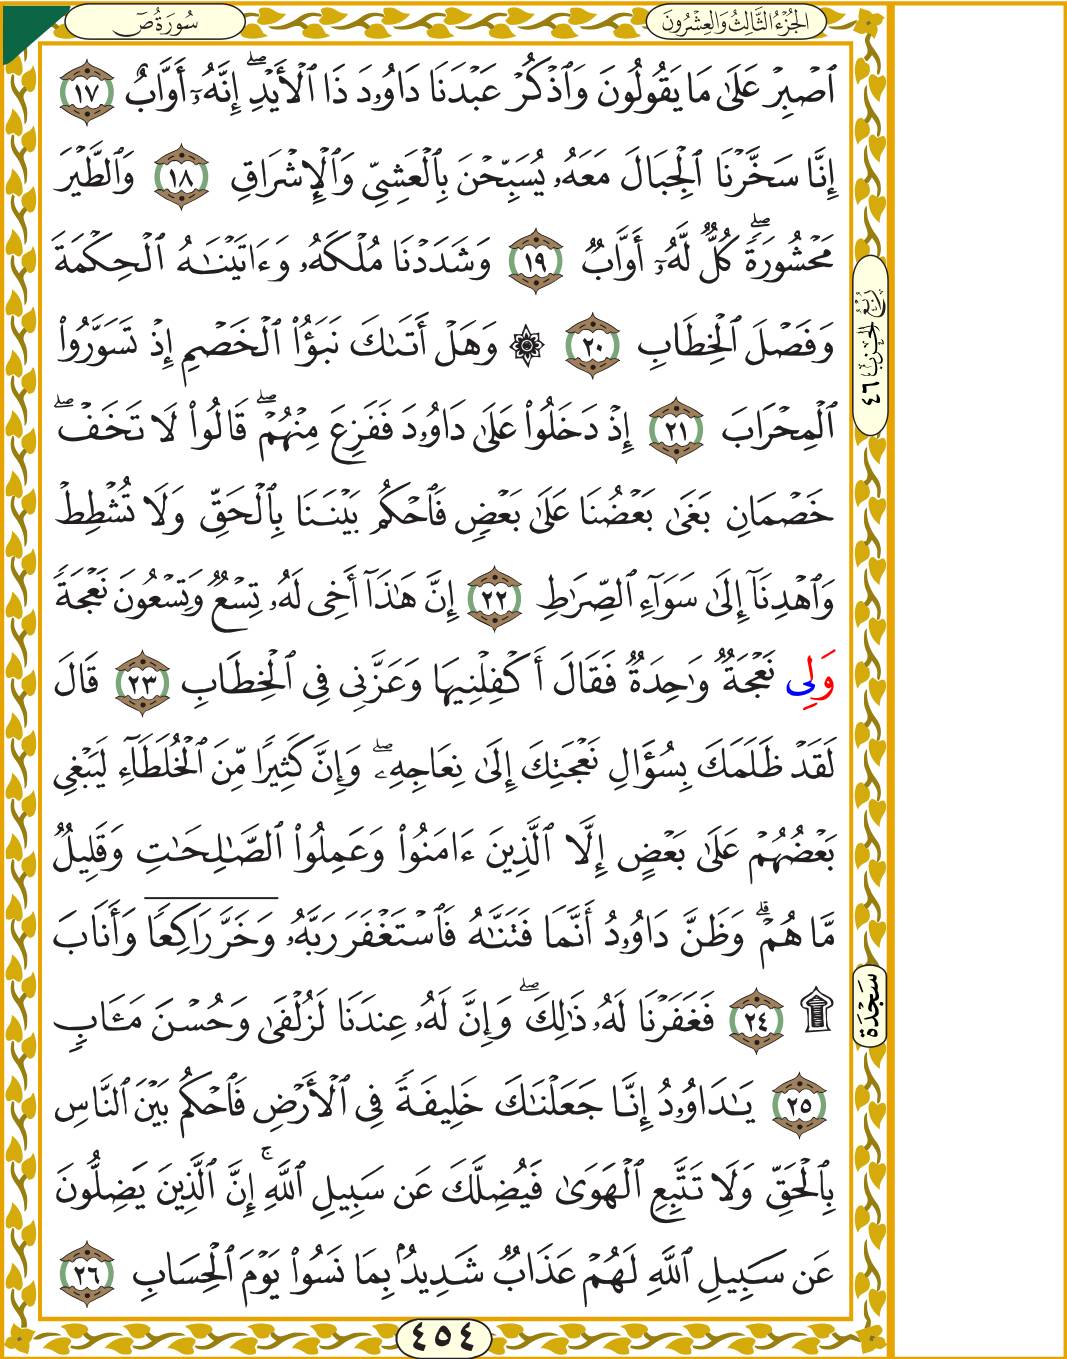 سُورَةُ صٓ
الجُزْءُ الثَّالِثُ وَالعِشْرُونَ
ٱصۡبِرۡ عَلَىٰ مَا يَقُولُونَ وَٱذۡكُرۡ عَبۡدَنَا دَاوُۥدَ ذَا ٱلۡأَيۡدِۖ إِنَّهُۥٓ أَوَّابٌ ١٧
إِنَّا سَخَّرۡنَا ٱلۡجِبَالَ مَعَهُۥ يُسَبِّحۡنَ بِٱلۡعَشِيِّ وَٱلۡإِشۡرَاقِ ١٨ وَٱلطَّيۡرَ
مَحۡشُورَةٗۖ كُلّٞ لَّهُۥٓ أَوَّابٞ ١٩ وَشَدَدۡنَا مُلۡكَهُۥ وَءَاتَيۡنَٰهُ ٱلۡحِكۡمَةَ
وَفَصۡلَ ٱلۡخِطَابِ ٢٠ ۞ وَهَلۡ أَتَىٰكَ نَبَؤُاْ ٱلۡخَصۡمِ إِذۡ تَسَوَّرُواْ
ٱلۡمِحۡرَابَ ٢١ إِذۡ دَخَلُواْ عَلَىٰ دَاوُۥدَ فَفَزِعَ مِنۡهُمۡۖ قَالُواْ لَا تَخَفۡۖ
خَصۡمَانِ بَغَىٰ بَعۡضُنَا عَلَىٰ بَعۡضٖ فَٱحۡكُم بَيۡنَنَا بِٱلۡحَقِّ وَلَا تُشۡطِطۡ
وَٱهۡدِنَآ إِلَىٰ سَوَآءِ ٱلصِّرَٰطِ ٢٢ إِنَّ هَٰذَآ أَخِي لَهُۥ تِسۡعٞ وَتِسۡعُونَ نَعۡجَةٗ
وَلِيَ نَعۡجَةٞ وَٰحِدَةٞ فَقَالَ أَكۡفِلۡنِيهَا وَعَزَّنِي فِي ٱلۡخِطَابِ ٢٣ قَالَ
لَقَدۡ ظَلَمَكَ بِسُؤَالِ نَعۡجَتِكَ إِلَىٰ نِعَاجِهِۦۖ وَإِنَّ كَثِيرٗا مِّنَ ٱلۡخُلَطَآءِ لَيَبۡغِي
بَعۡضُهُمۡ عَلَىٰ بَعۡضٍ إِلَّا ٱلَّذِينَ ءَامَنُواْ وَعَمِلُواْ ٱلصَّٰلِحَٰتِ وَقَلِيلٞ
مَّا هُمۡۗ وَظَنَّ دَاوُۥدُ أَنَّمَا فَتَنَّٰهُ فَٱسۡتَغۡفَرَ رَبَّهُۥ وَخَرَّۤ رَاكِعٗاۤ وَأَنَابَ
۩ ٢٤ فَغَفَرۡنَا لَهُۥ ذَٰلِكَۖ وَإِنَّ لَهُۥ عِندَنَا لَزُلۡفَىٰ وَحُسۡنَ مَـَٔابٖ
٢٥ يَٰدَاوُۥدُ إِنَّا جَعَلۡنَٰكَ خَلِيفَةٗ فِي ٱلۡأَرۡضِ فَٱحۡكُم بَيۡنَ ٱلنَّاسِ
بِٱلۡحَقِّ وَلَا تَتَّبِعِ ٱلۡهَوَىٰ فَيُضِلَّكَ عَن سَبِيلِ ٱللَّهِۚ إِنَّ ٱلَّذِينَ يَضِلُّونَ
عَن سَبِيلِ ٱللَّهِ لَهُمۡ عَذَابٞ شَدِيدُۢ بِمَا نَسُواْ يَوۡمَ ٱلۡحِسَابِ ٢٦
رُبْعُ الحِزْبِ ٤٦
سَجْدَة
٤٥٤